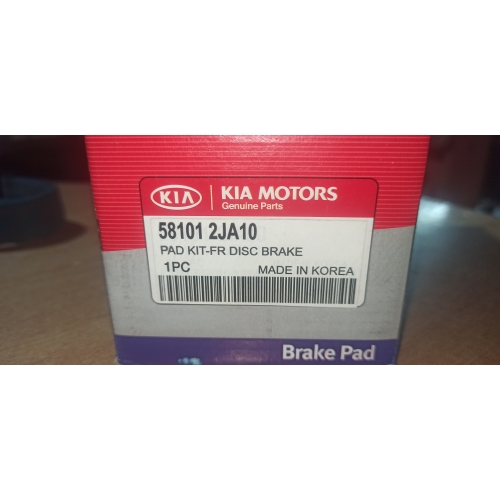 KIA
KIA MOTORS
Genuine Parts
58101 2JA10
PAD KIT-FR DISC BRAKE
1PC MADE IN KOREA
Brake Pad